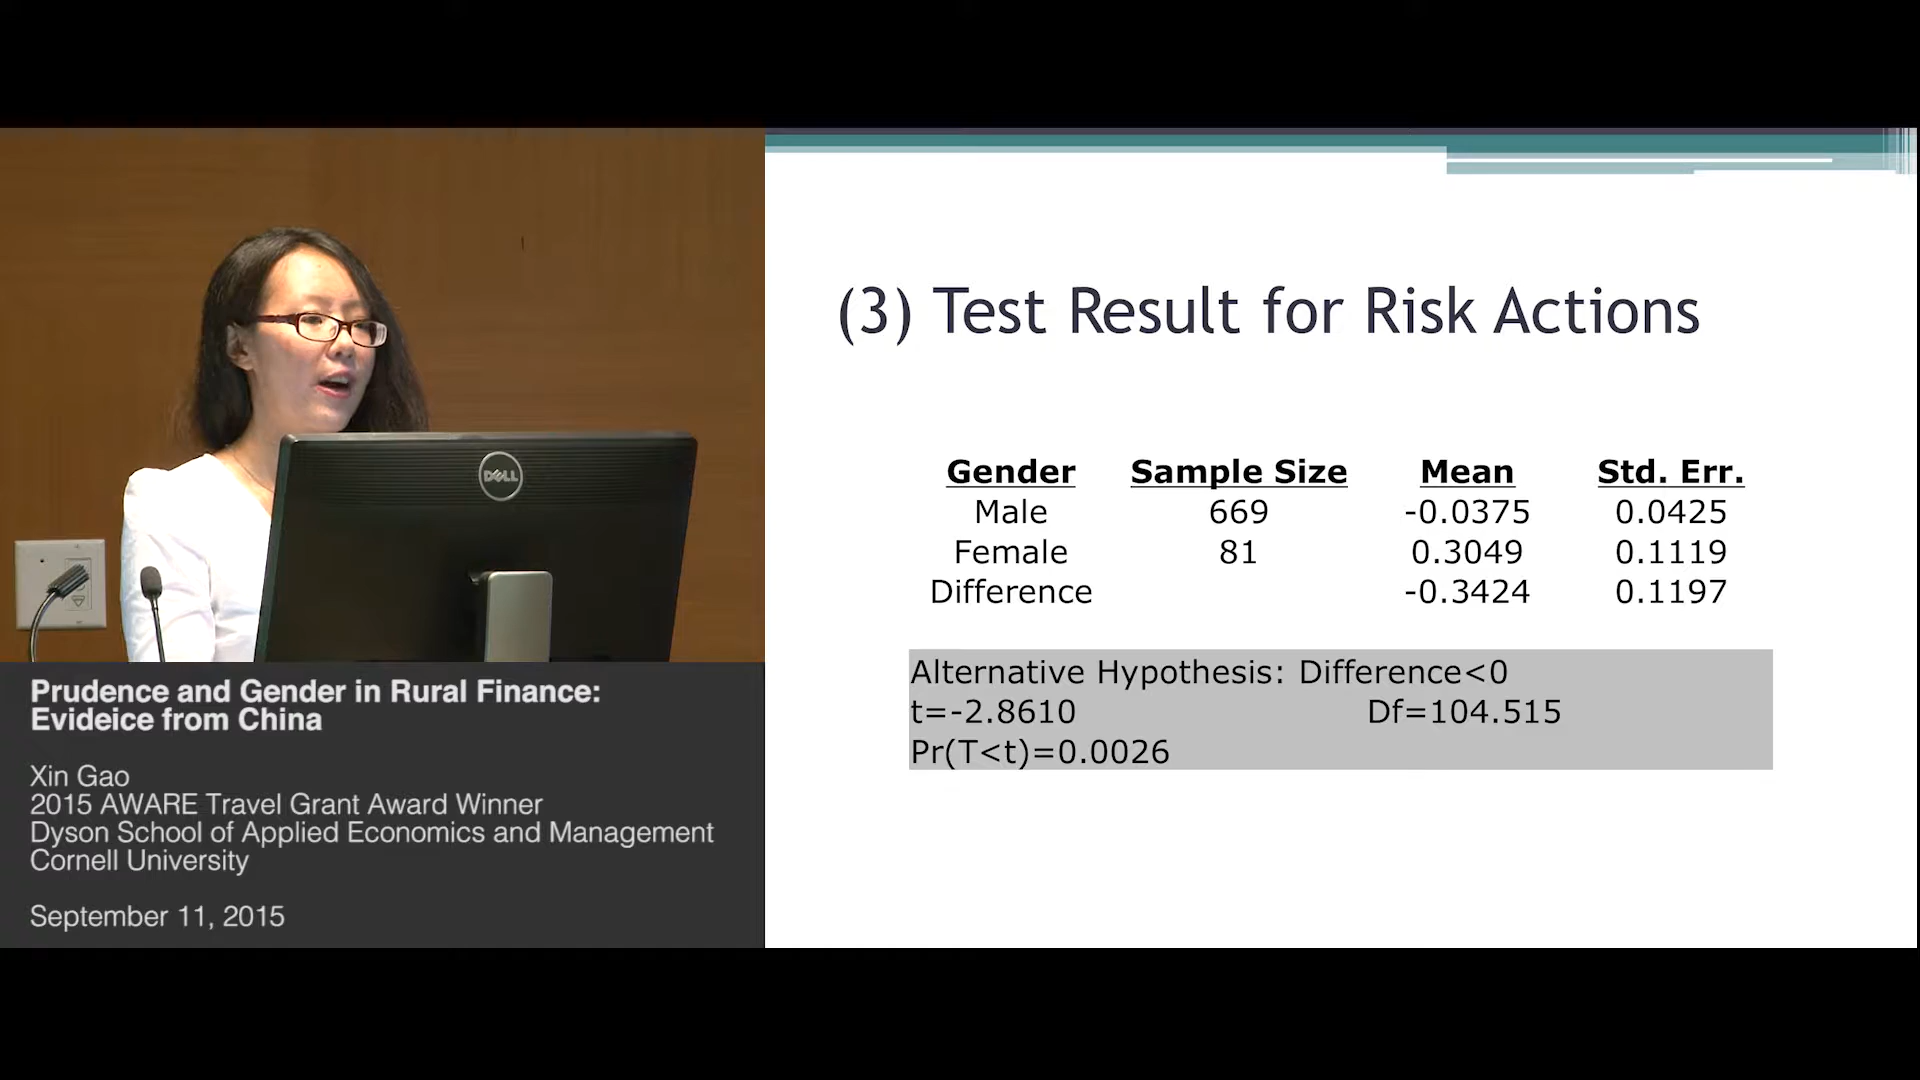 DELL
Prudence and Gender in Rural Finance:
Evideice from China
Xin Gao
2015 AWARE Travel Grant Award Winner
Dyson School of Applied Economics and Management
Cornell University
September 11, 2015
(3) Test Result for Risk Actions
Gender Sample Size Mean Std. Err.
Male 669 -0.0375 0.0425
Female 81 0.3049 0.1119
Difference -0.3424 0.1197
Alternative Hypothesis: Difference<0
t=-2.8610 Df=104.515
Pr(T<t)=0.0026